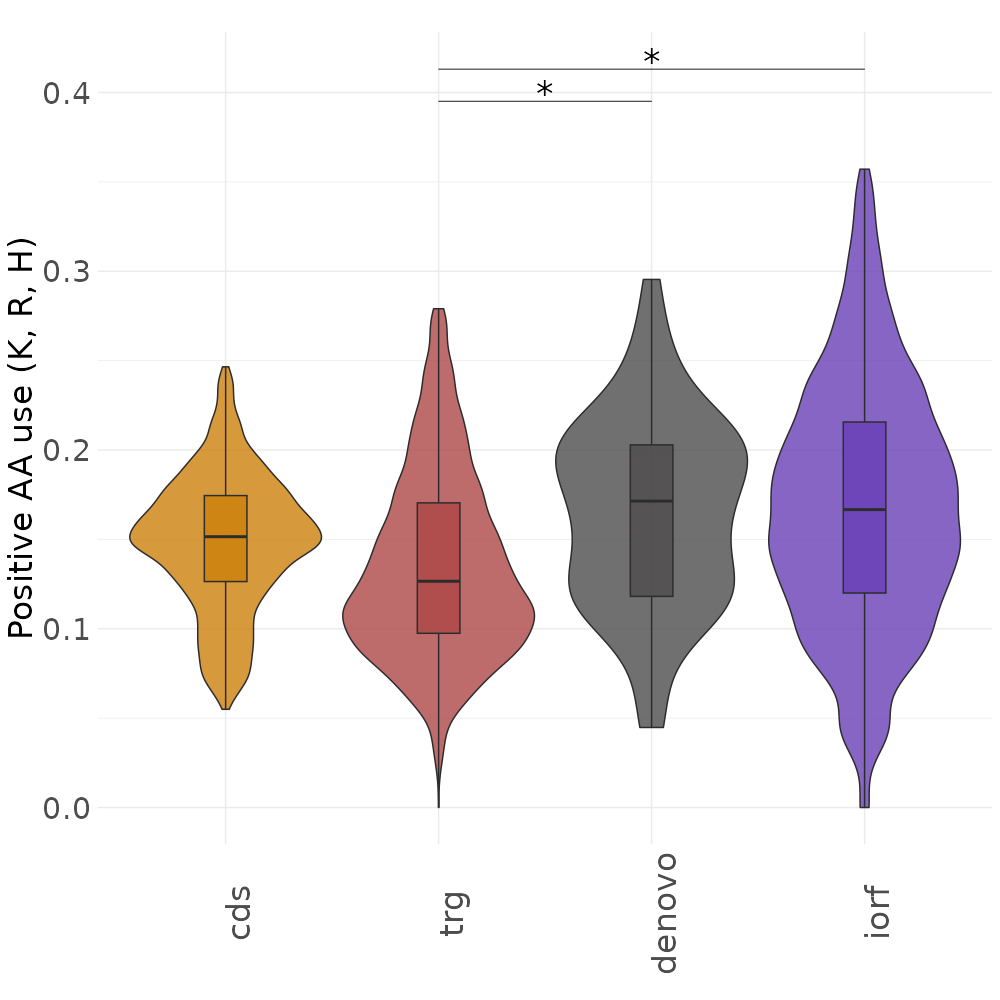 Positive AA use (K, R, H)
*
*
0.4
0.3
0.2
0.1
0.0
cds
trg
denovo
iorf